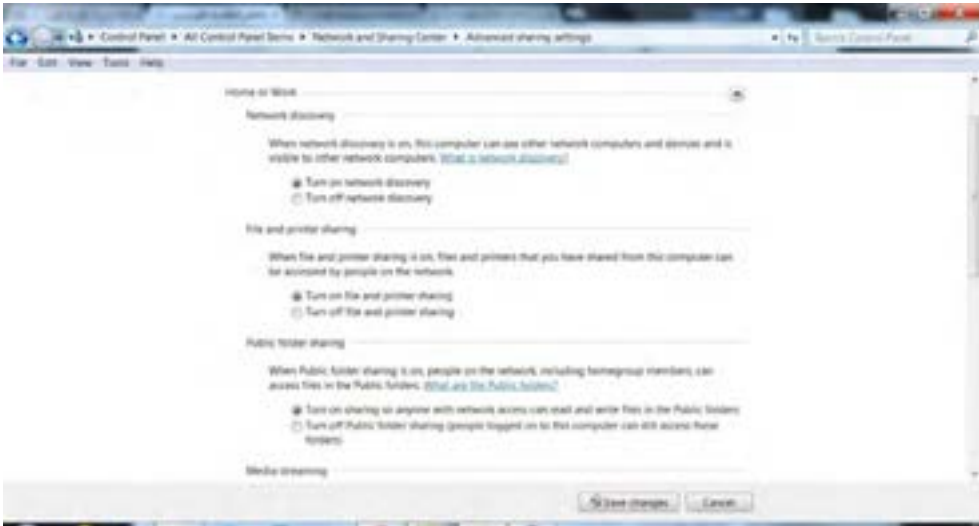 Control Panel All Control Panel Items Network and Sharing Center Advanced sharing settings Search Control Panel
File Edit View Tools Help
Home or Work
Network discovery
When network discovery is on, this computer can see other network computers and devices and is
visible to other network computers. What is network discovery?
Turn on network discovery
Turn off network discovery
File and printer sharing
When file and printer sharing is on, files and printers that you have shared from this computer can
be accessed by people on the network.
Turn on file and printer sharing
Turn off file and printer sharing
Public folder sharing
When Public folder sharing is on, people on the network, including homegroup members, can
access files in the Public folders. What are the Public folders?
Turn on sharing so anyone with network access can read and write files in the Public folders
Turn off Public folder sharing (people logged on to this computer can still access these
folders)
Media streaming
Save changes Cancel